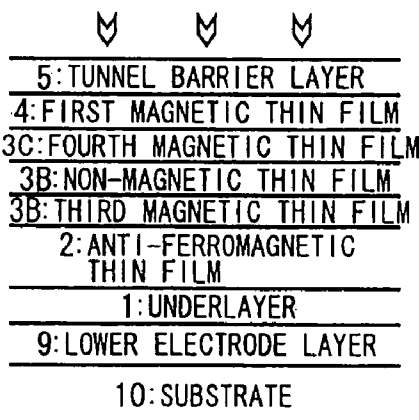 5:TUNNEL BARRIER LAYER
4:FIRST MAGNETIC THIN FILM
3C:FOURTH MAGNETIC THIN FILM
3B:NON-MAGNETIC THIN FILM
3B:THIRD MAGNETIC THIN FILM
2:ANTI-FERROMAGNETIC
THIN FILM
1:UNDERLAYER
9:LOWER ELECTRODE LAYER
10:SUBSTRATE